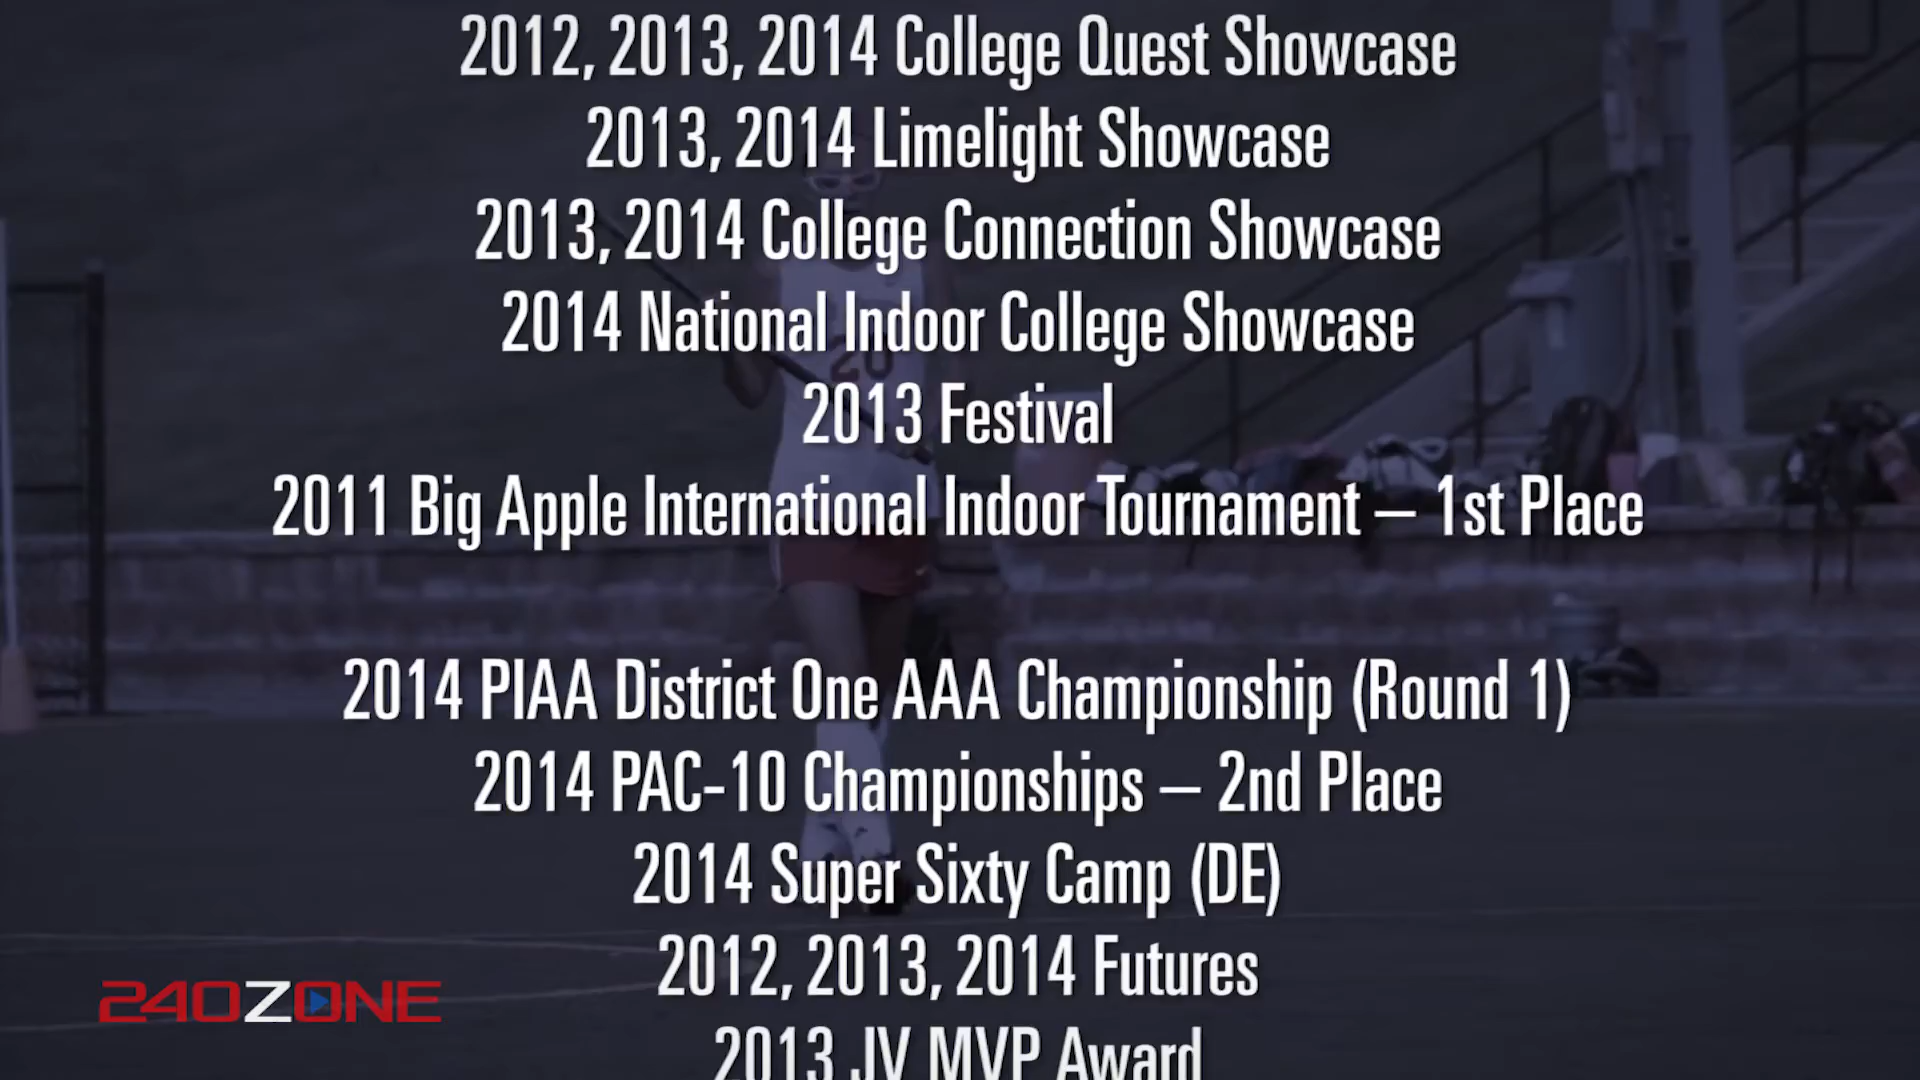 2012, 2013, 2014 College Quest Showcase
2013, 2014 Limelight Showcase
2013, 2014 College Connection Showcase
2014 National Indoor College Showcase
20
2013 Festival
2011 Big Apple International Indoor Tournament – 1st Place
2014 PIAA District One AAA Championship (Round 1)
2014 PAC-10 Championships – 2nd Place
2014 Super Sixty Camp (DE)
2012, 2013, 2014 Futures
240ZONE
2013 JV MVP Award